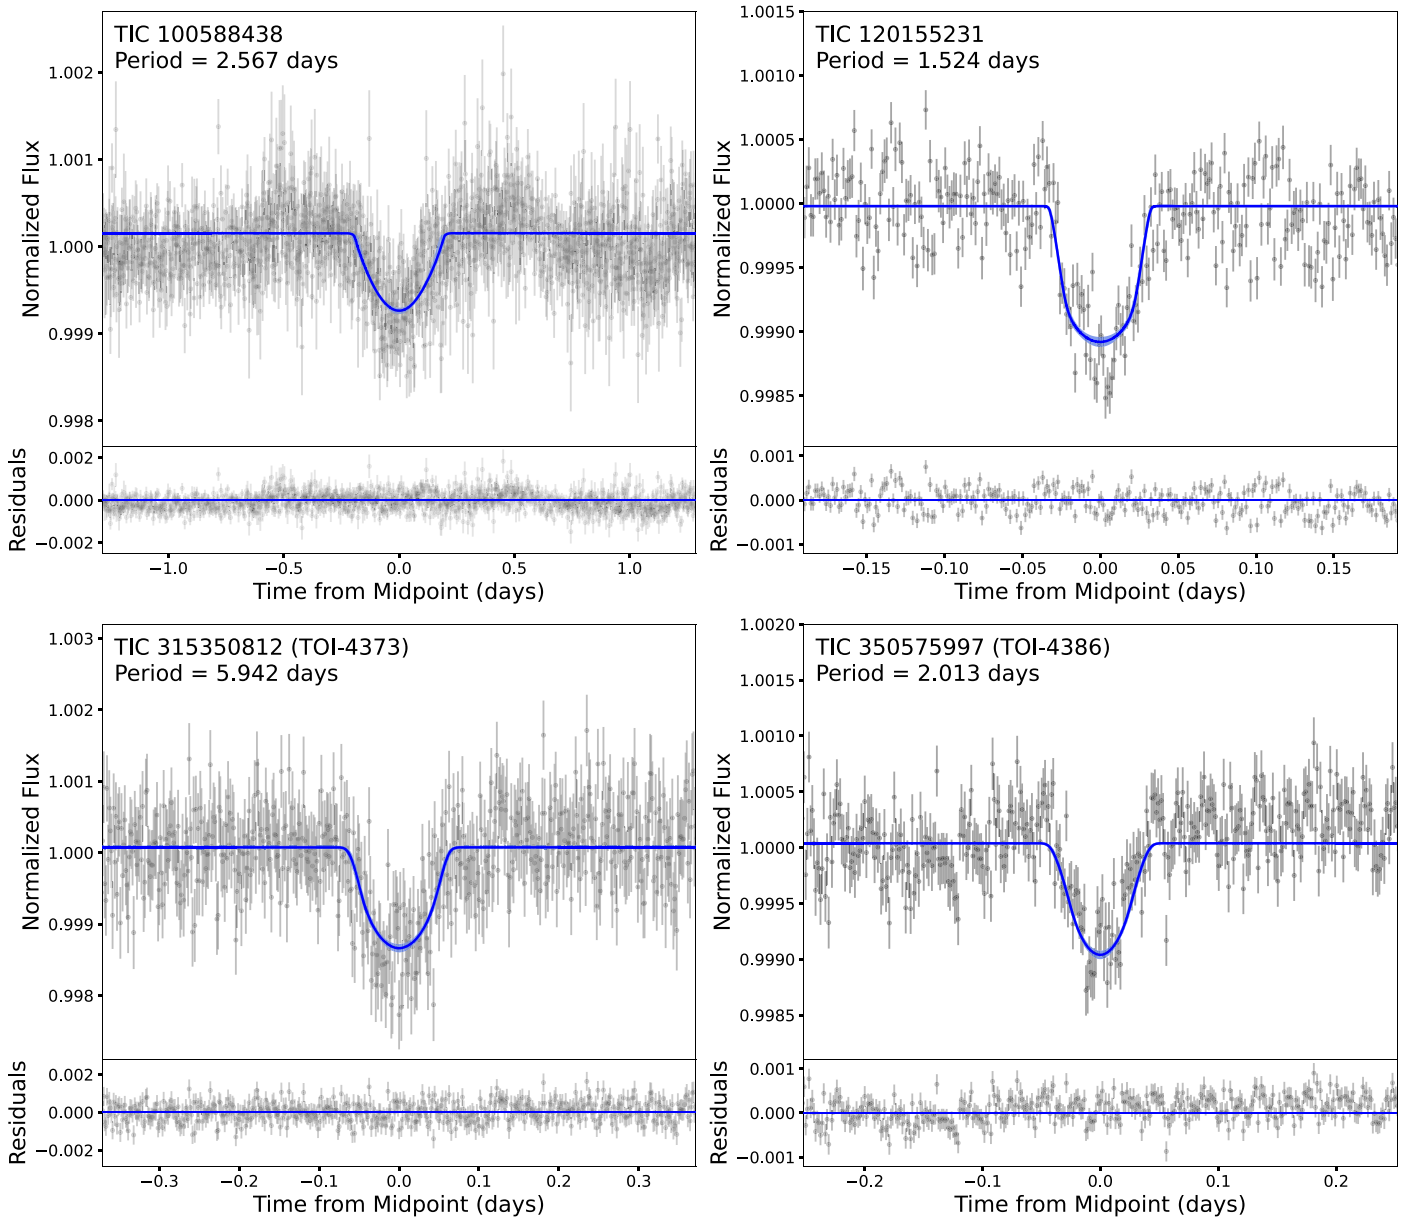 TIC 100588438
Period = 2.567 days
Normalized Flux
1.002
1.001
1.000
0.999
0.998
Residuals
0.002
0.000
−0.002
−1.0 −0.5 0.0 0.5 1.0
Time from Midpoint (days)
TIC 120155231
Period = 1.524 days
Normalized Flux
1.0015
1.0010
1.0005
1.0000
0.9995
0.9990
0.9985
Residuals
0.001
0.000
−0.001
−0.15 −0.10 −0.05 0.00 0.05 0.10 0.15
Time from Midpoint (days)
TIC 315350812 (TOI-4373)
Period = 5.942 days
Normalized Flux
1.003
1.002
1.001
1.000
0.999
0.998
Residuals
0.002
0.000
−0.002
−0.3 −0.2 −0.1 0.0 0.1 0.2 0.3
Time from Midpoint (days)
TIC 350575997 (TOI-4386)
Period = 2.013 days
Normalized Flux
1.0020
1.0015
1.0010
1.0005
1.0000
0.9995
0.9990
0.9985
Residuals
0.001
0.000
−0.001
−0.2 −0.1 0.0 0.1 0.2
Time from Midpoint (days)